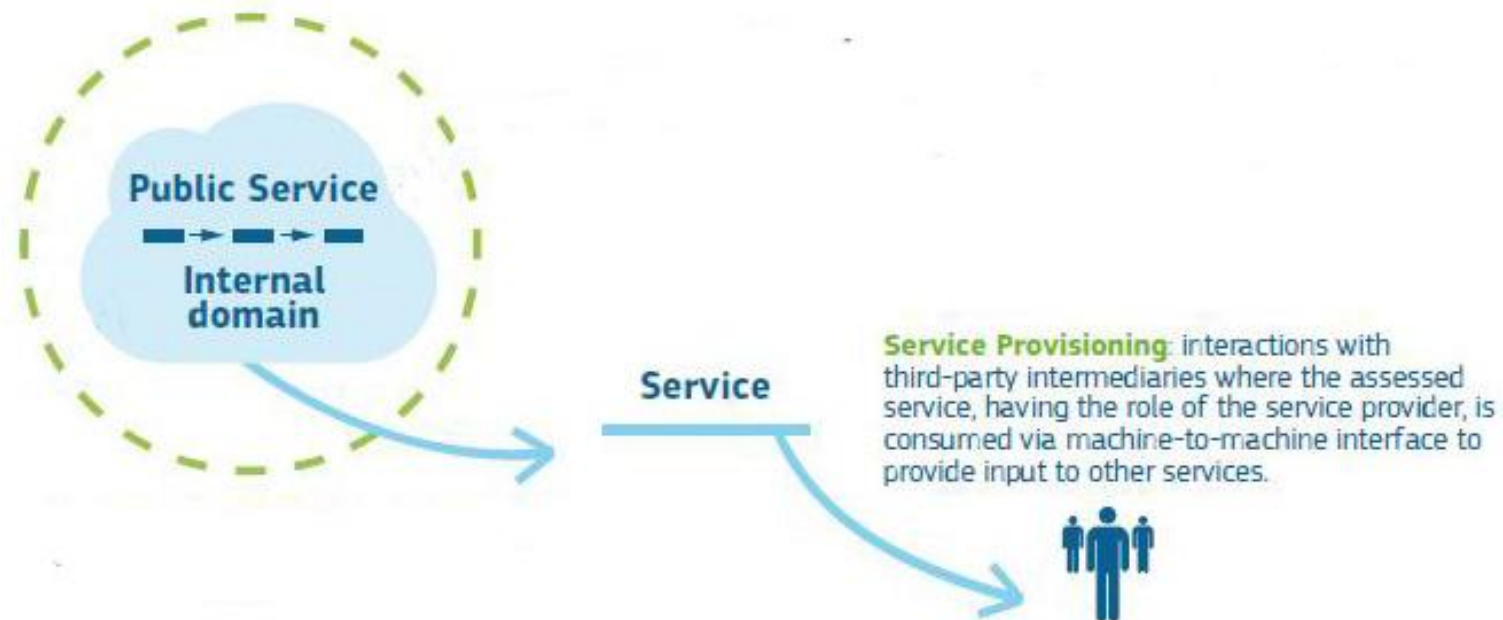 Public Service
Internal
domain
Service
Service Provisioning: interactions with
third-party intermediaries where the assessed
service, having the role of the service provider, is
consumed via machine-to-machine interface to
provide input to other services.